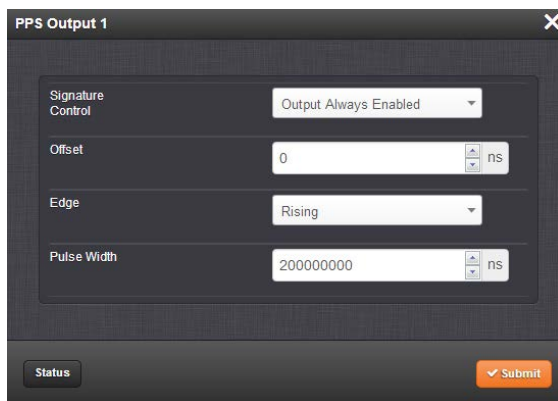 PPS Output 1
Signature
Control
Output Always Enabled
Offset
0
ns
Edge
Rising
Pulse Width
200000000
ns
Status
Submit